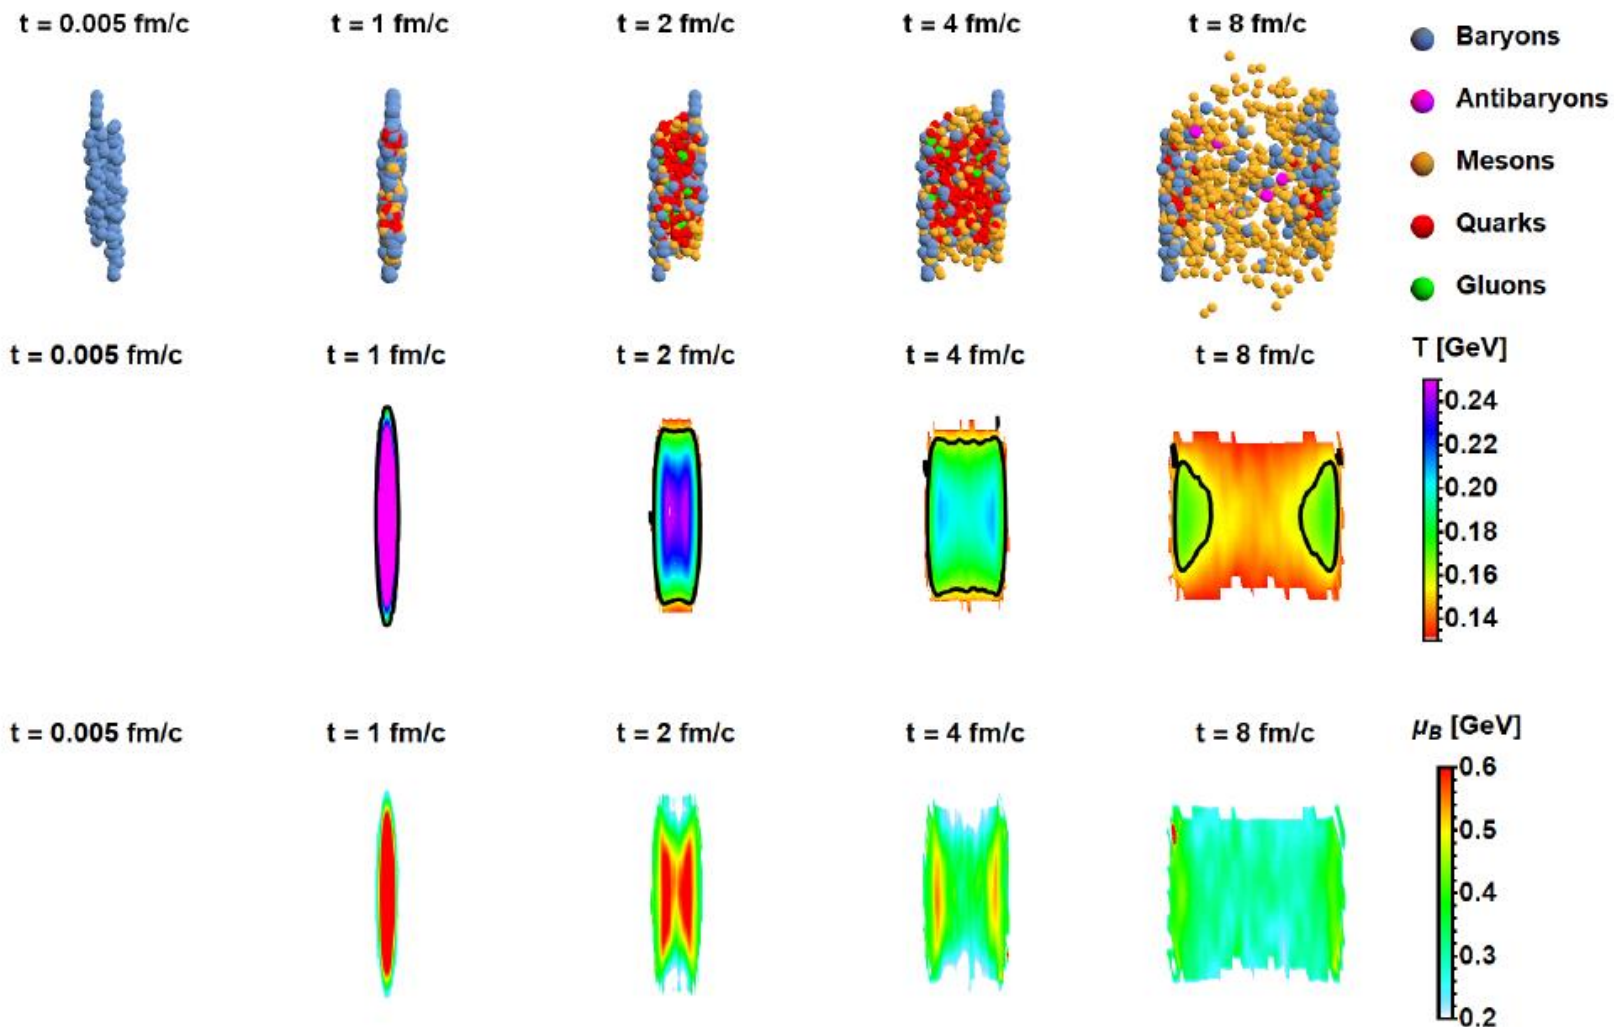 t = 0.005 fm/c
t = 1 fm/c
t = 2 fm/c
t = 4 fm/c
t = 8 fm/c
Baryons
Antibaryons
Mesons
Quarks
Gluons
t = 0.005 fm/c
t = 1 fm/c
t = 2 fm/c
t = 4 fm/c
t = 8 fm/c
T [GeV]
0.24
0.22
0.20
0.18
0.16
0.14
t = 0.005 fm/c
t = 1 fm/c
t = 2 fm/c
t = 4 fm/c
t = 8 fm/c
μB [GeV]
0.6
0.5
0.4
0.3
0.2